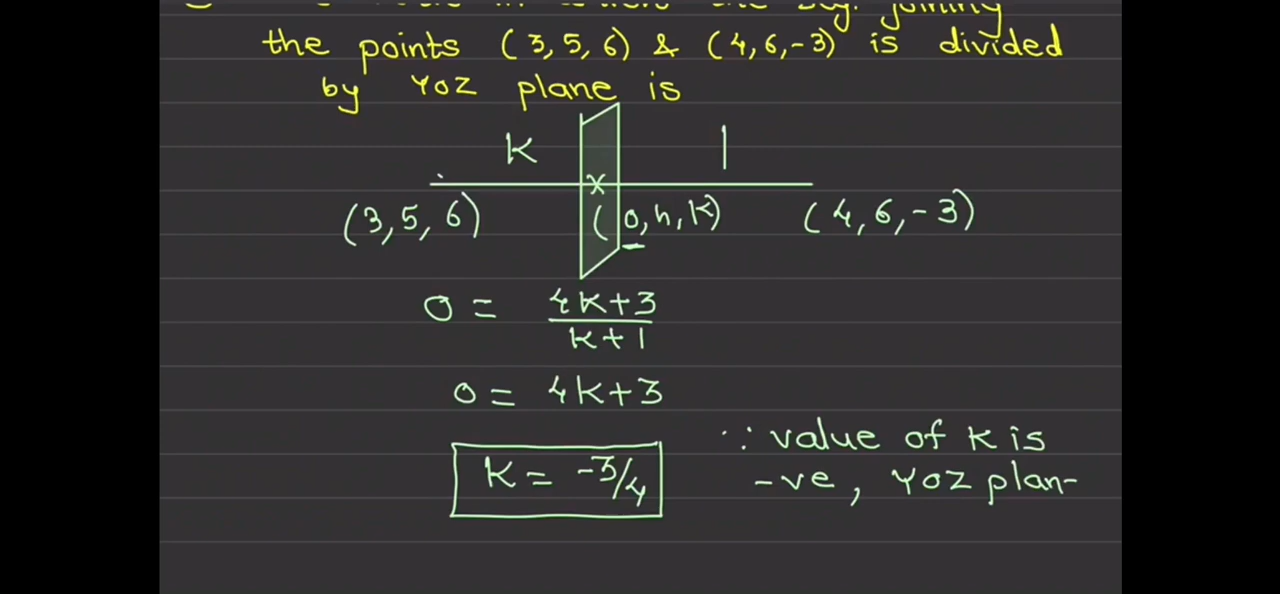 the points (3,5,6) & (4,6,-3) is divided
by YOZ plane is
K 1
x
(3,5,6) (0,h,K) (4,6,-3)
0 = 4K+3
K+1
0 = 4K+3
∵ value of K is
K = -3/4 -ve, YOZ plan-